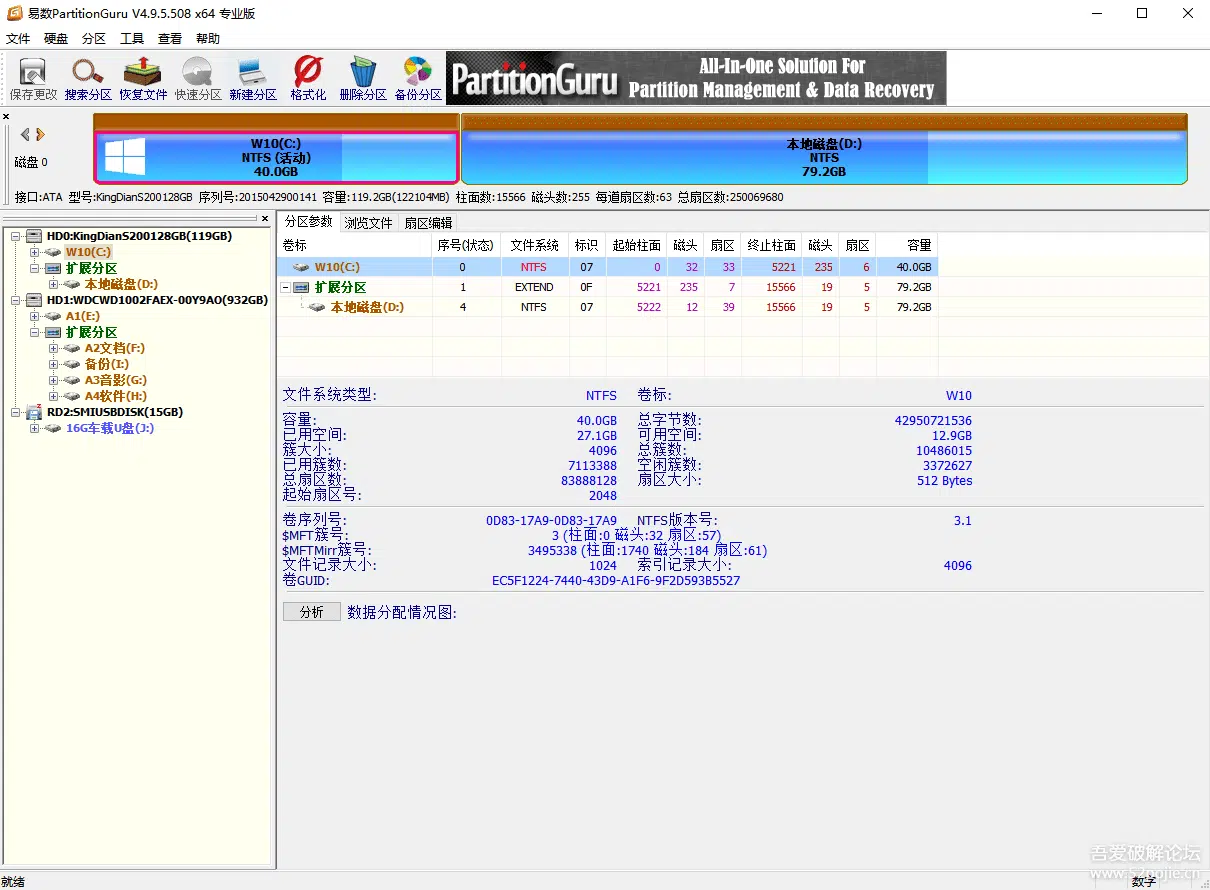 易数PartitionGuru V4.9.5.508 x64 专业版
文件 硬盘 分区 工具 查看 帮助
保存更改 搜索分区 恢复文件 快速分区 新建分区 格式化 删除分区 备份分区
PartitionGuru All-In-One Solution For
Partition Management & Data Recovery
磁盘 0
W10(C:)
NTFS (活动)
40.0GB
本地磁盘(D:)
NTFS
79.2GB
接口:ATA 型号:KingDianS200128GB 序列号:2015042900141 容量:119.2GB(122104MB) 柱面数:15566 磁头数:255 每道扇区数:63 总扇区数:250069680
HD0:KingDianS200128GB(119GB)
W10(C:)
扩展分区
本地磁盘(D:)
HD1:WDCWD1002FAEX-00Y9AO(932GB)
A1(E:)
扩展分区
A2文档(F:)
备份(I:)
A3音影(G:)
A4软件(H:)
RD2:SMIUSBDISK(15GB)
16G车载U盘(J:)
分区参数 浏览文件 扇区编辑
卷标 序号(状态) 文件系统 标识 起始柱面 磁头 扇区 终止柱面 磁头 扇区 容量
W10(C:) 0 NTFS 07 0 32 33 5221 235 6 40.0GB
扩展分区 1 EXTEND 0F 5221 235 7 15566 19 5 79.2GB
本地磁盘(D:) 4 NTFS 07 5222 12 39 15566 19 5 79.2GB
文件系统类型: NTFS 卷标: W10
容量: 40.0GB 总字节数: 42950721536
已用空间: 27.1GB 可用空间: 12.9GB
簇大小: 4096 总簇数: 10486015
已用簇数: 7113388 空闲簇数: 3372627
总扇区数: 83888128 扇区大小: 512 Bytes
起始扇区号: 2048
卷序列号: 0D83-17A9-0D83-17A9 NTFS版本号: 3.1
$MFT簇号: 3 (柱面:0 磁头:32 扇区:57)
$MFTMirr簇号: 3495338 (柱面:1740 磁头:184 扇区:61)
文件记录大小: 1024 索引记录大小: 4096
卷GUID: EC5F1224-7440-43D9-A1F6-9F2D593B5527
分析 数据分配情况图:
吾爱破解论坛
www.52pojie.cn
就绪 数字